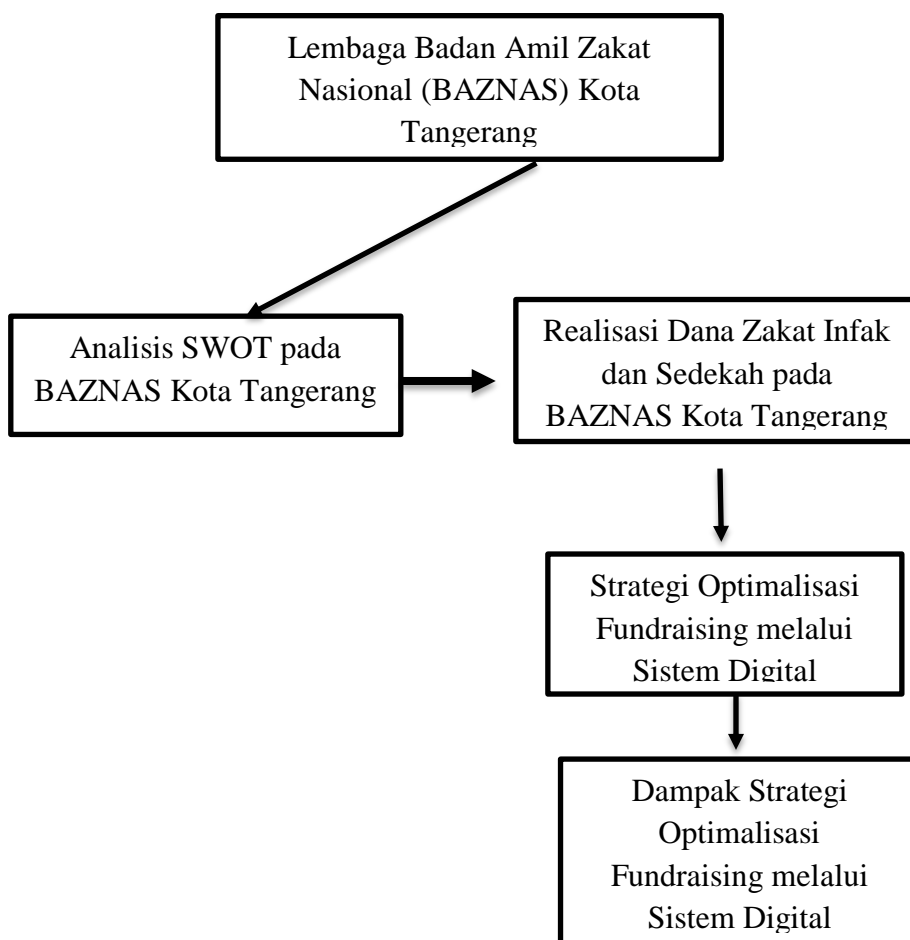 Lembaga Badan Amil Zakat
Nasional (BAZNAS) Kota
Tangerang
Analisis SWOT pada
BAZNAS Kota Tangerang
Realisasi Dana Zakat Infak
dan Sedekah pada
BAZNAS Kota Tangerang
Strategi Optimalisasi
Fundraising melalui
Sistem Digital
Dampak Strategi
Optimalisasi
Fundraising melalui
Sistem Digital